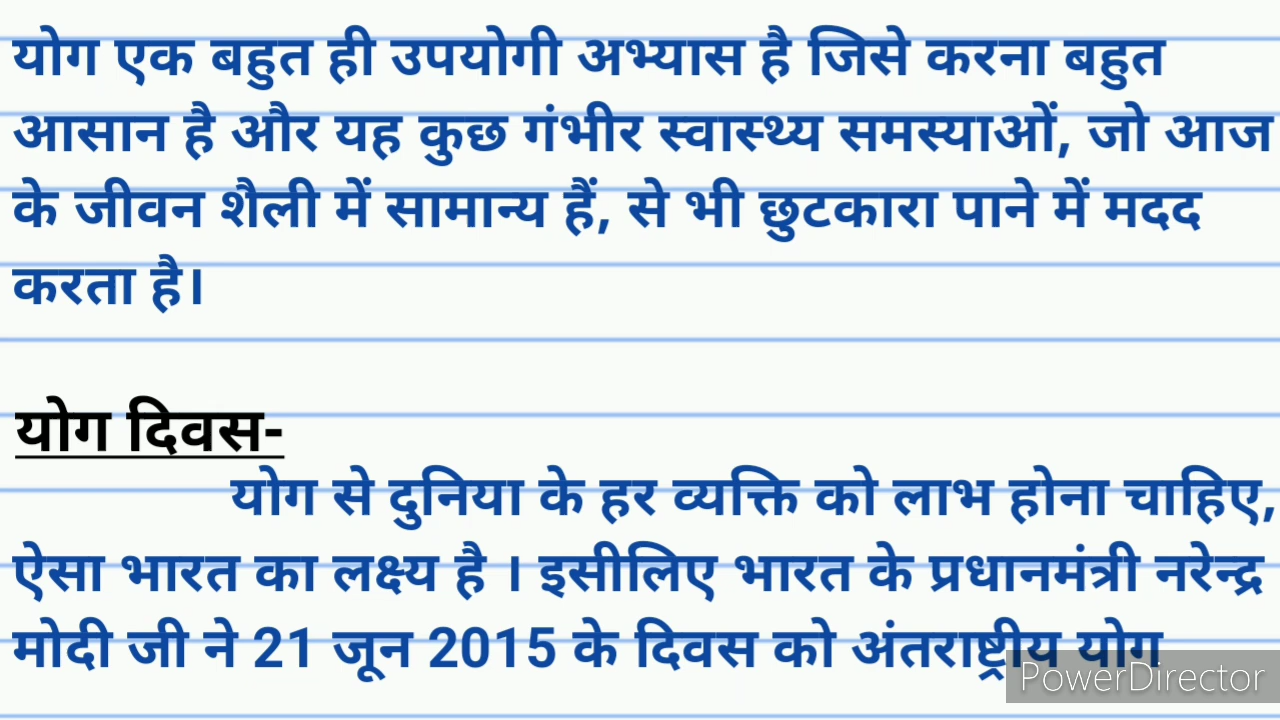 योग एक बहुत ही उपयोगी अभ्यास है जिसे करना बहुत
आसान है और यह कुछ गंभीर स्वास्थ्य समस्याओं, जो आज
के जीवन शैली में सामान्य हैं, से भी छुटकारा पाने में मदद
करता है।
योग दिवस-
योग से दुनिया के हर व्यक्ति को लाभ होना चाहिए,
ऐसा भारत का लक्ष्य है । इसीलिए भारत के प्रधानमंत्री नरेन्द्र
मोदी जी ने 21 जून 2015 के दिवस को अंतराष्ट्रीय योग
PowerDirector